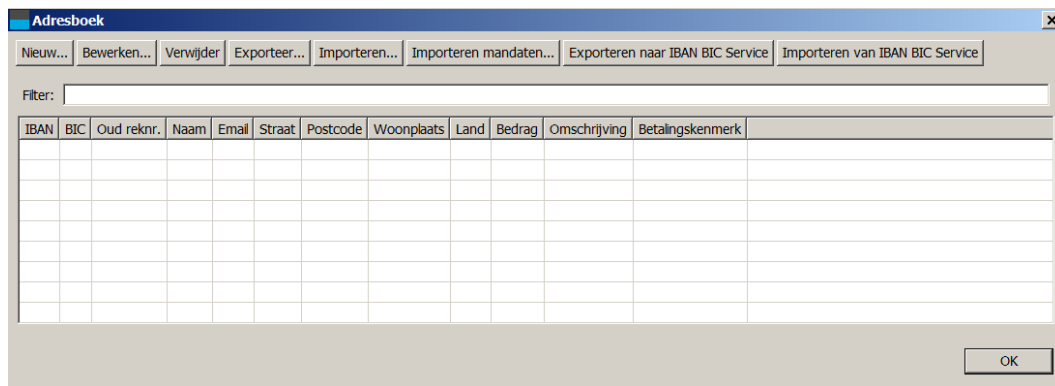 Adresboek
Nieuw... Bewerken... Verwijder Exporteer... Importeren... Importeren mandaten... Exporteren naar IBAN BIC Service Importeren van IBAN BIC Service
Filter:
IBAN BIC Oud reknr. Naam Email Straat Postcode Woonplaats Land Bedrag Omschrijving Betalingskenmerk
OK